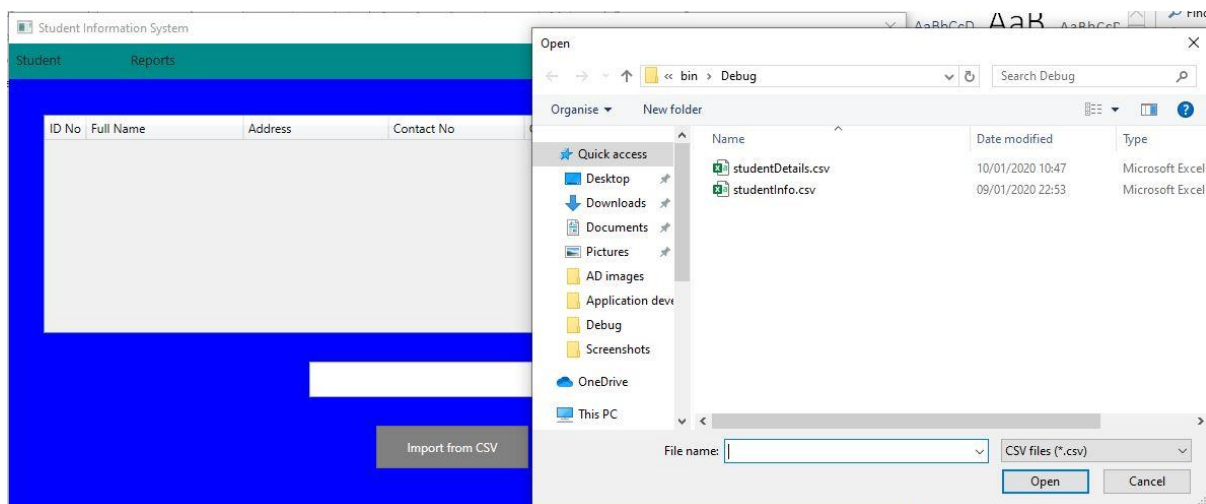 Student Information System
AaBbCcD AaB AaBbCcF Find
Student Reports
ID No Full Name Address Contact No
Import from CSV
Open
« bin > Debug
Search Debug
Organise New folder
Quick access
Desktop
Downloads
Documents
Pictures
AD images
Application deve
Debug
Screenshots
OneDrive
This PC
Name Date modified Type
studentDetails.csv 10/01/2020 10:47 Microsoft Excel
studentInfo.csv 09/01/2020 22:53 Microsoft Excel
File name: CSV files (*.csv)
Open Cancel